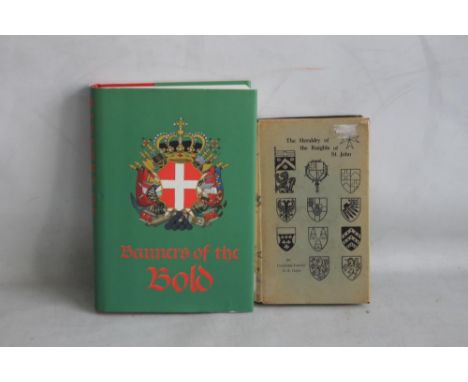 Banners of the
Bold
The Heraldry of
the Knights of
St John